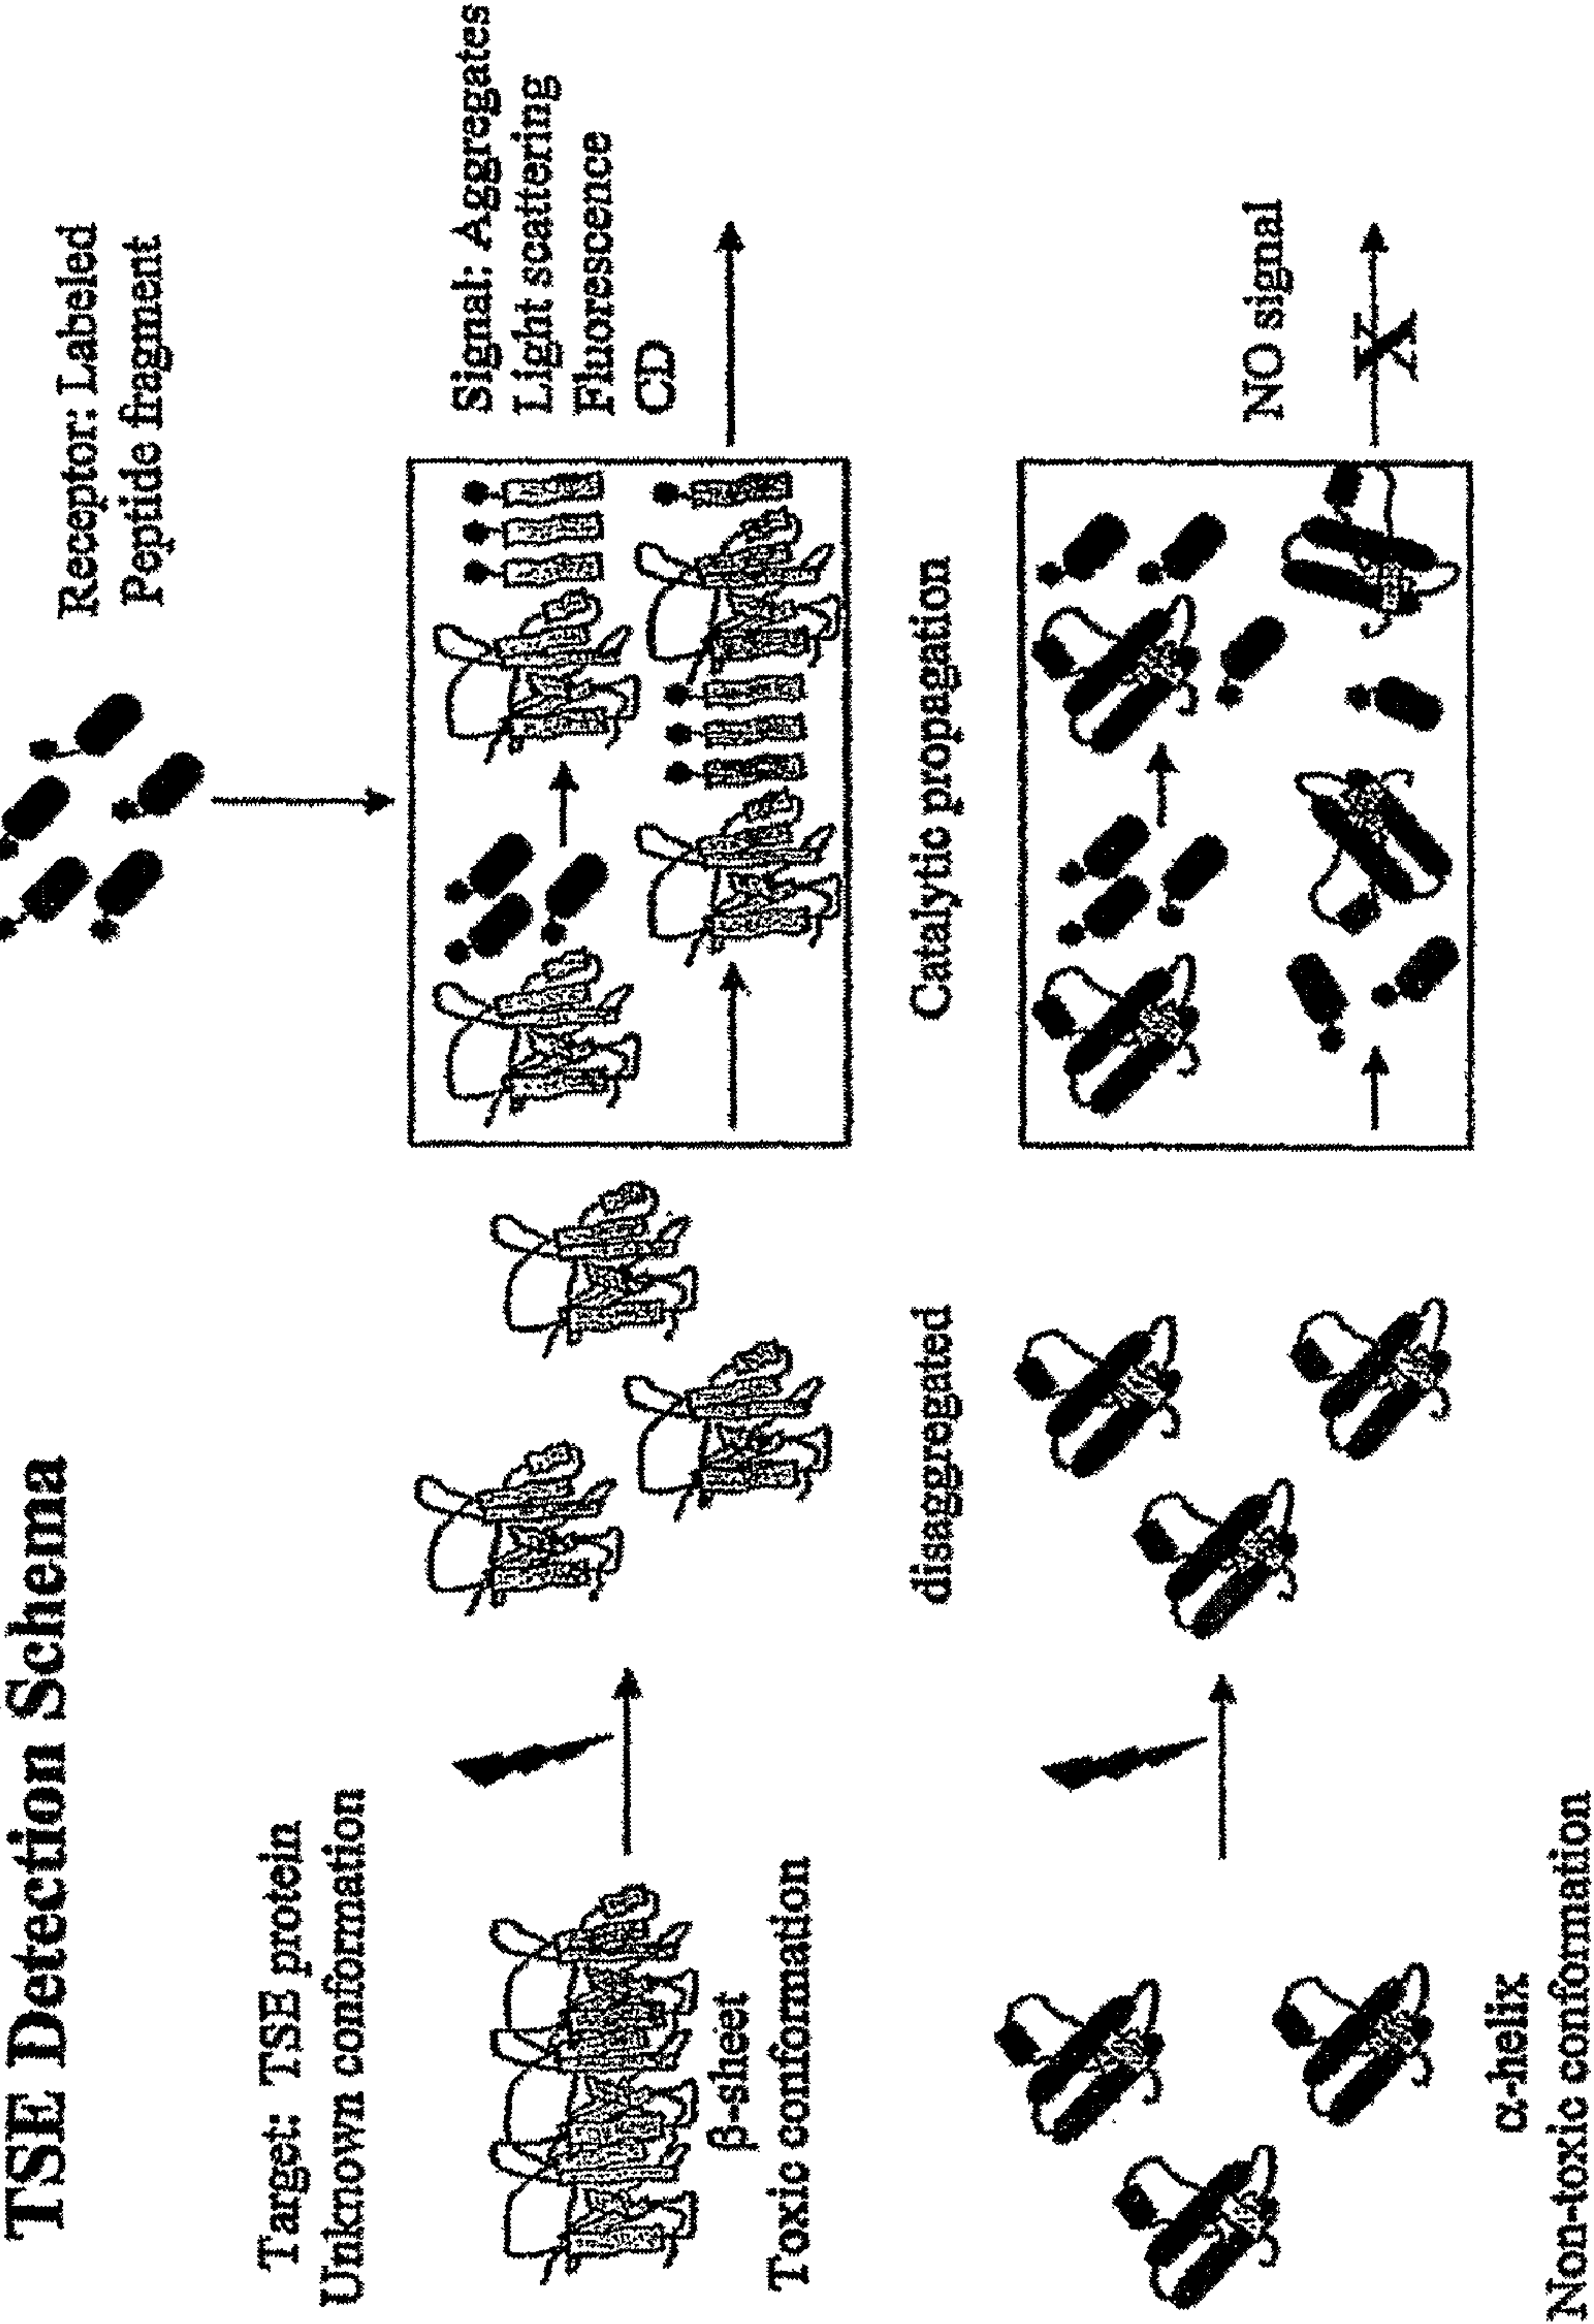 TSE Detection Schema
Target: TSE protein
Unknown conformation
Receptor: Labeled
Peptide fragment
Signal: Aggregates
Light scattering
Fluorescence
CD
β-sheet
Toxic conformation
disaggregated
Catalytic propagation
NO signal
X
α-helix
Non-toxic conformation